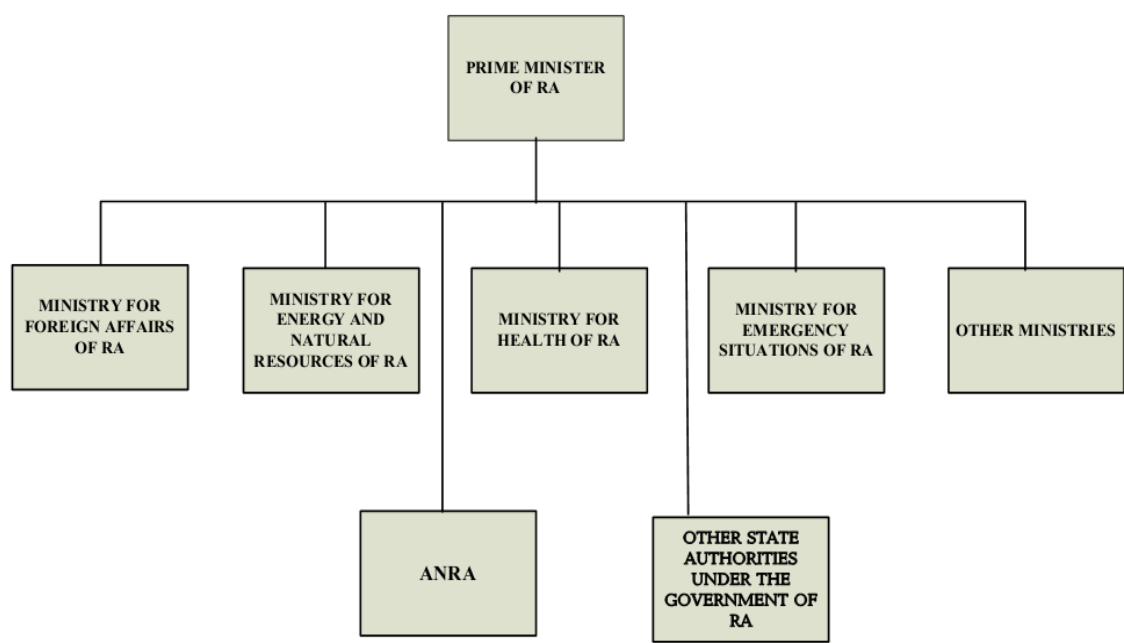 PRIME MINISTER
OF RA
MINISTRY FOR
FOREIGN AFFAIRS
OF RA
MINISTRY FOR
ENERGY AND
NATURAL
RESOURCES OF RA
MINISTRY FOR
HEALTH OF RA
MINISTRY FOR
EMERGENCY
SITUATIONS OF RA
OTHER MINISTRIES
ANRA
OTHER STATE
AUTHORITIES
UNDER THE
GOVERNMENT OF
RA